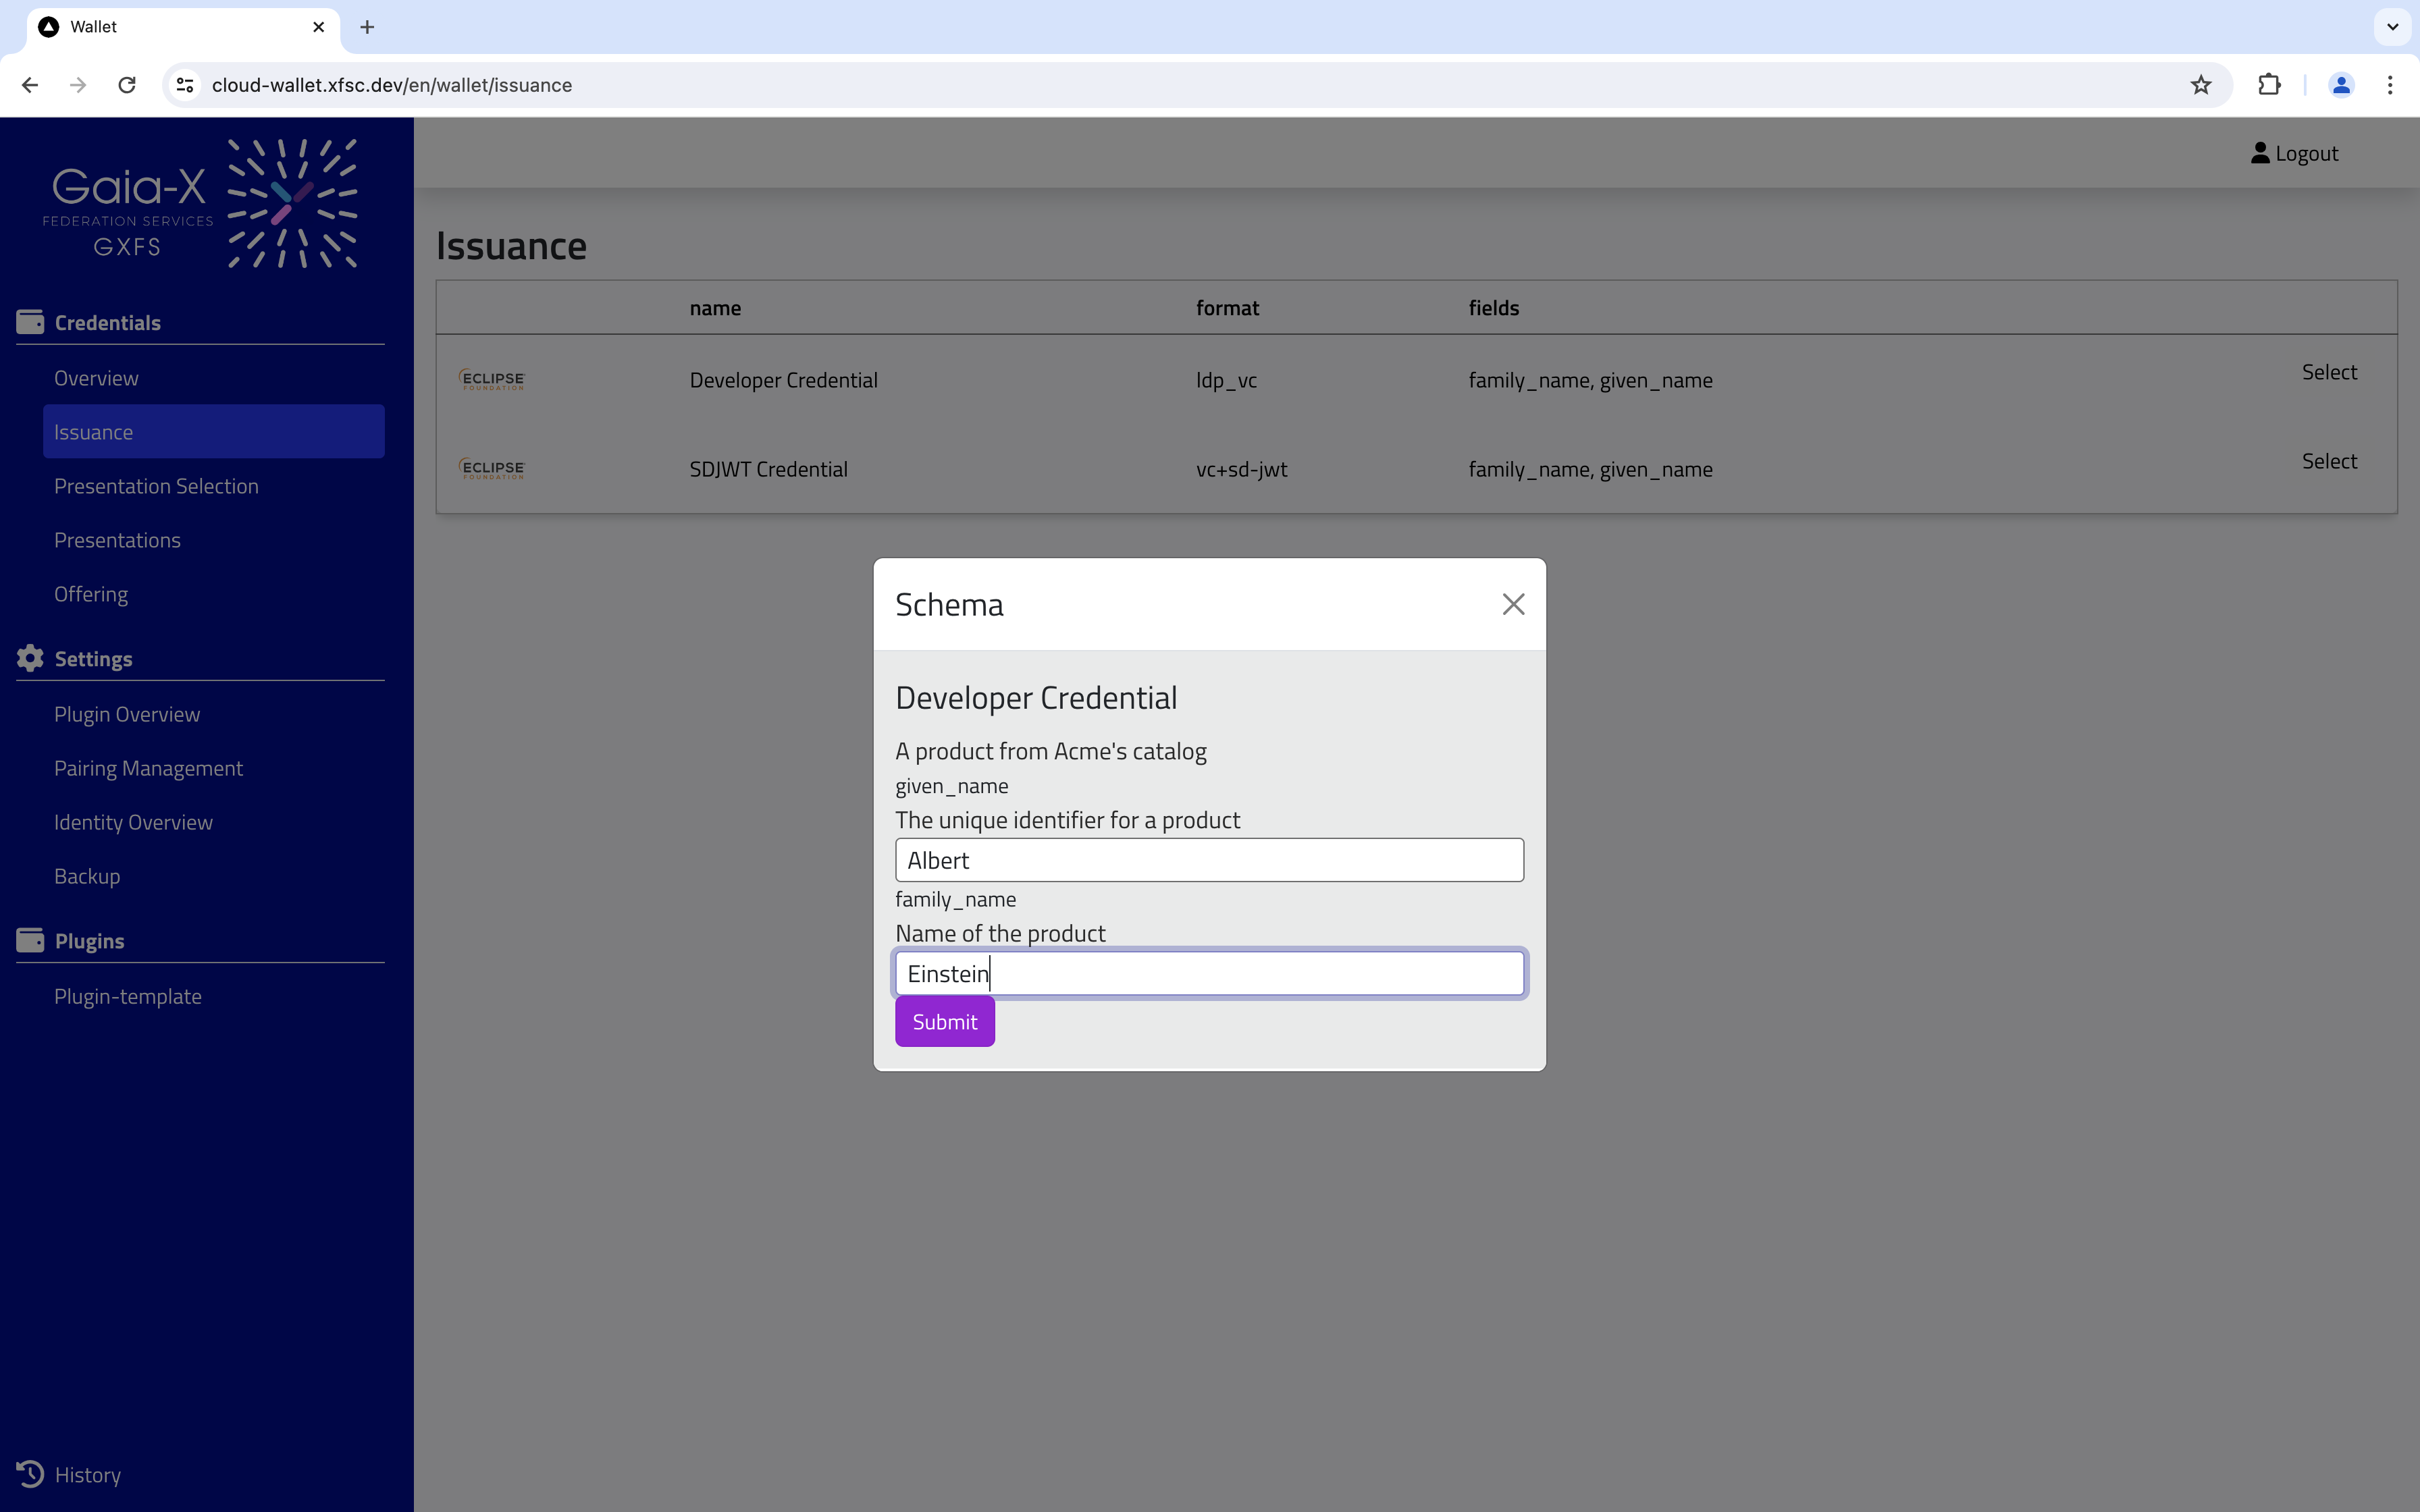 Wallet
cloud-wallet.xfsc.dev/en/wallet/issuance
Gaia-X
FEDERATION SERVICES
GXFS
Logout
Credentials
Overview
Issuance
Presentation Selection
Presentations
Offering
Settings
Plugin Overview
Pairing Management
Identity Overview
Backup
Plugins
Plugin-template
History
Issuance
name format fields
ECLIPSE FOUNDATION Developer Credential ldp_vc family_name, given_name Select
ECLIPSE FOUNDATION SDJWT Credential vc+sd-jwt family_name, given_name Select
Schema
Developer Credential
A product from Acme's catalog
given_name
The unique identifier for a product
Albert
family_name
Name of the product
Einstein
Submit